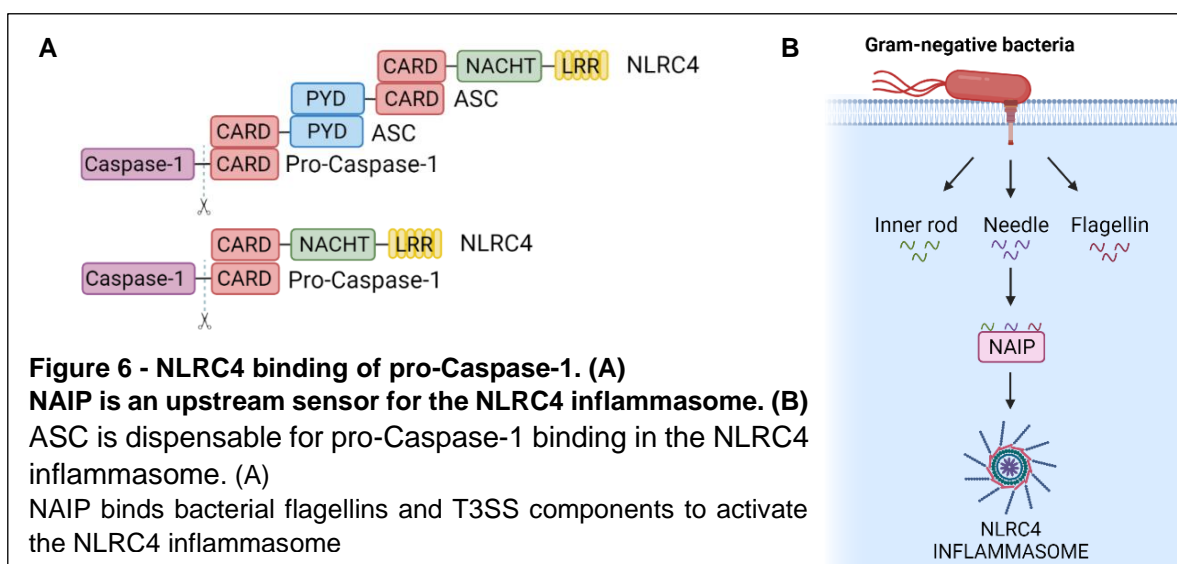 A
CARD NACHT LRR NLRC4
PYD CARD ASC
CARD PYD ASC
Caspase-1 CARD Pro-Caspase-1
CARD NACHT LRR NLRC4
Caspase-1 CARD Pro-Caspase-1
Figure 6 - NLRC4 binding of pro-Caspase-1. (A)
NAIP is an upstream sensor for the NLRC4 inflammasome. (B)
ASC is dispensable for pro-Caspase-1 binding in the NLRC4
inflammasome. (A)
NAIP binds bacterial flagellins and T3SS components to activate
the NLRC4 inflammasome
B
Gram-negative bacteria
Inner rod Needle Flagellin
NAIP
NLRC4
INFLAMMASOME